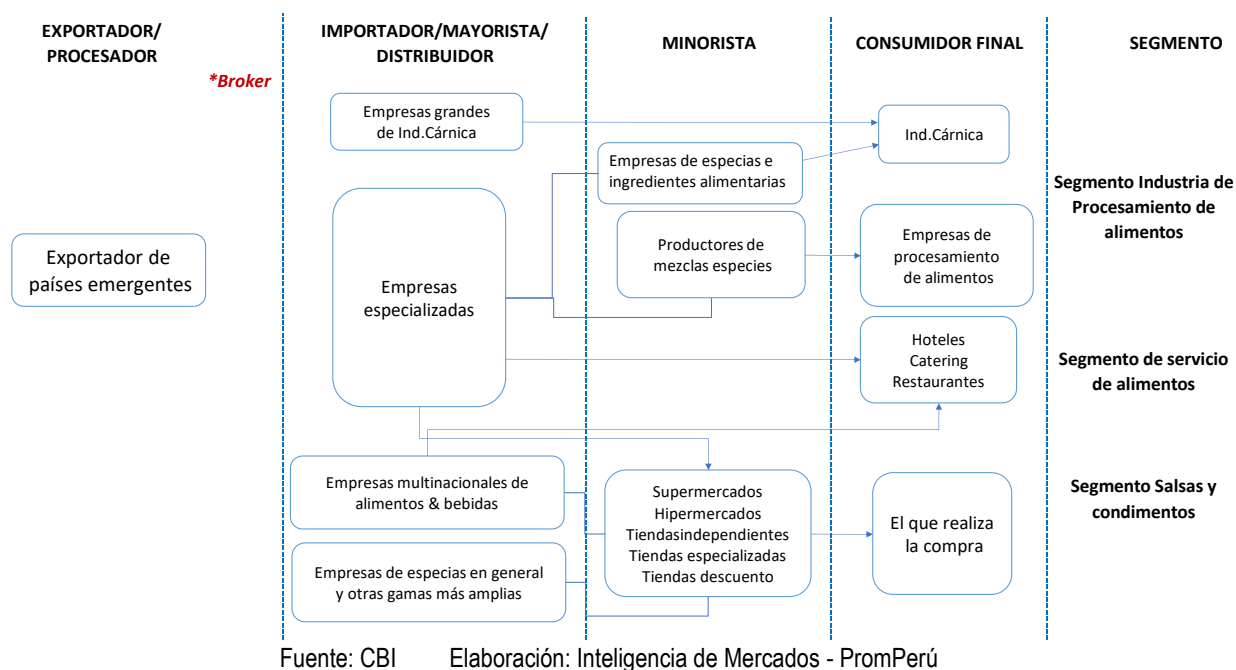 EXPORTADOR/
PROCESADOR
*Broker
IMPORTADOR/MAYORISTA/
DISTRIBUIDOR
MINORISTA
CONSUMIDOR FINAL
SEGMENTO
Empresas grandes
de Ind.Cárnica
Ind.Cárnica
Empresas de especias e
ingredientes alimentarias
Segmento Industria de
Procesamiento de
alimentos
Exportador de
países emergentes
Empresas
especializadas
Productores de
mezclas especies
Empresas de
procesamiento
de alimentos
Hoteles
Catering
Restaurantes
Segmento de servicio
de alimentos
Empresas multinacionales de
alimentos & bebidas
Supermercados
Hipermercados
Tiendasindependientes
Tiendas especializadas
Tiendas descuento
El que realiza
la compra
Segmento Salsas y
condimentos
Empresas de especias en general
y otras gamas más amplias
Fuente: CBI Elaboración: Inteligencia de Mercados - PromPerú